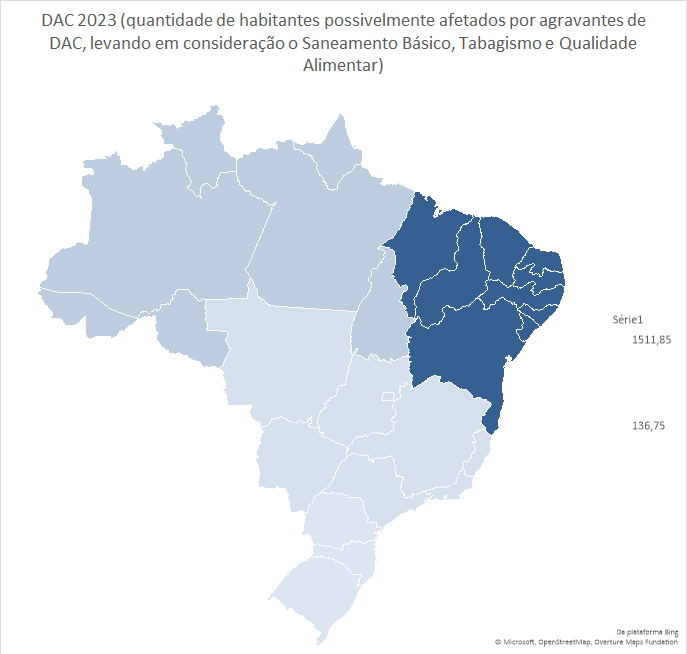 DAC 2023 (quantidade de habitantes possivelmente afetados por agravantes de
DAC, levando em consideração o Saneamento Básico, Tabagismo e Qualidade
Alimentar)
Série1
1511,85
136,75
Da plataforma Bing
© Microsoft, OpenStreetMap, Overture Maps Fundation